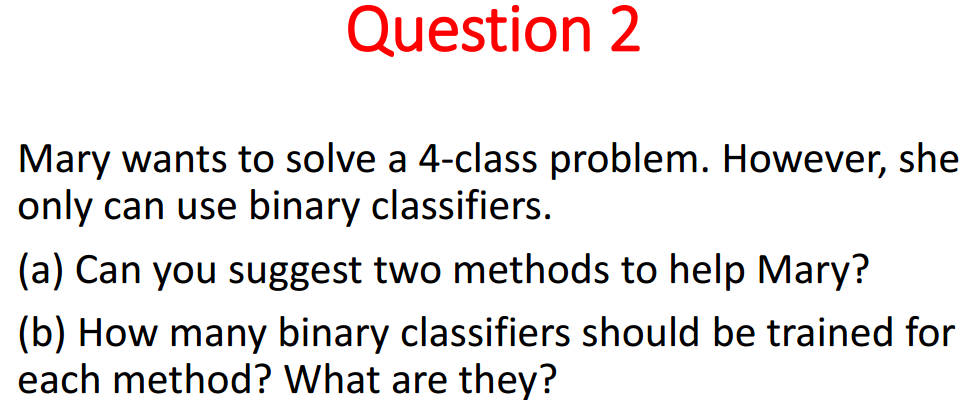 Question 2
Mary wants to solve a 4-class problem. However, she
only can use binary classifiers.
(a) Can you suggest two methods to help Mary?
(b) How many binary classifiers should be trained for
each method? What are they?